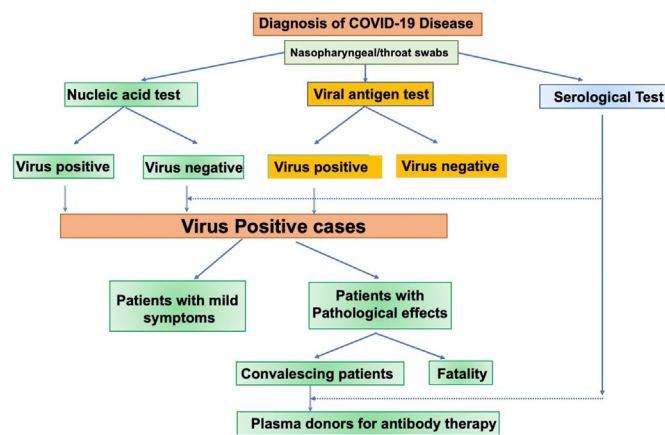 Diagnosis of COVID-19 Disease
Nasopharyngeal/throat swabs
Nucleic acid test
Viral antigen test
Serological Test
Virus positive
Virus negative
Virus positive
Virus negative
Virus Positive cases
Patients with mild
symptoms
Patients with
Pathological effects
Convalescing patients
Fatality
Plasma donors for antibody therapy